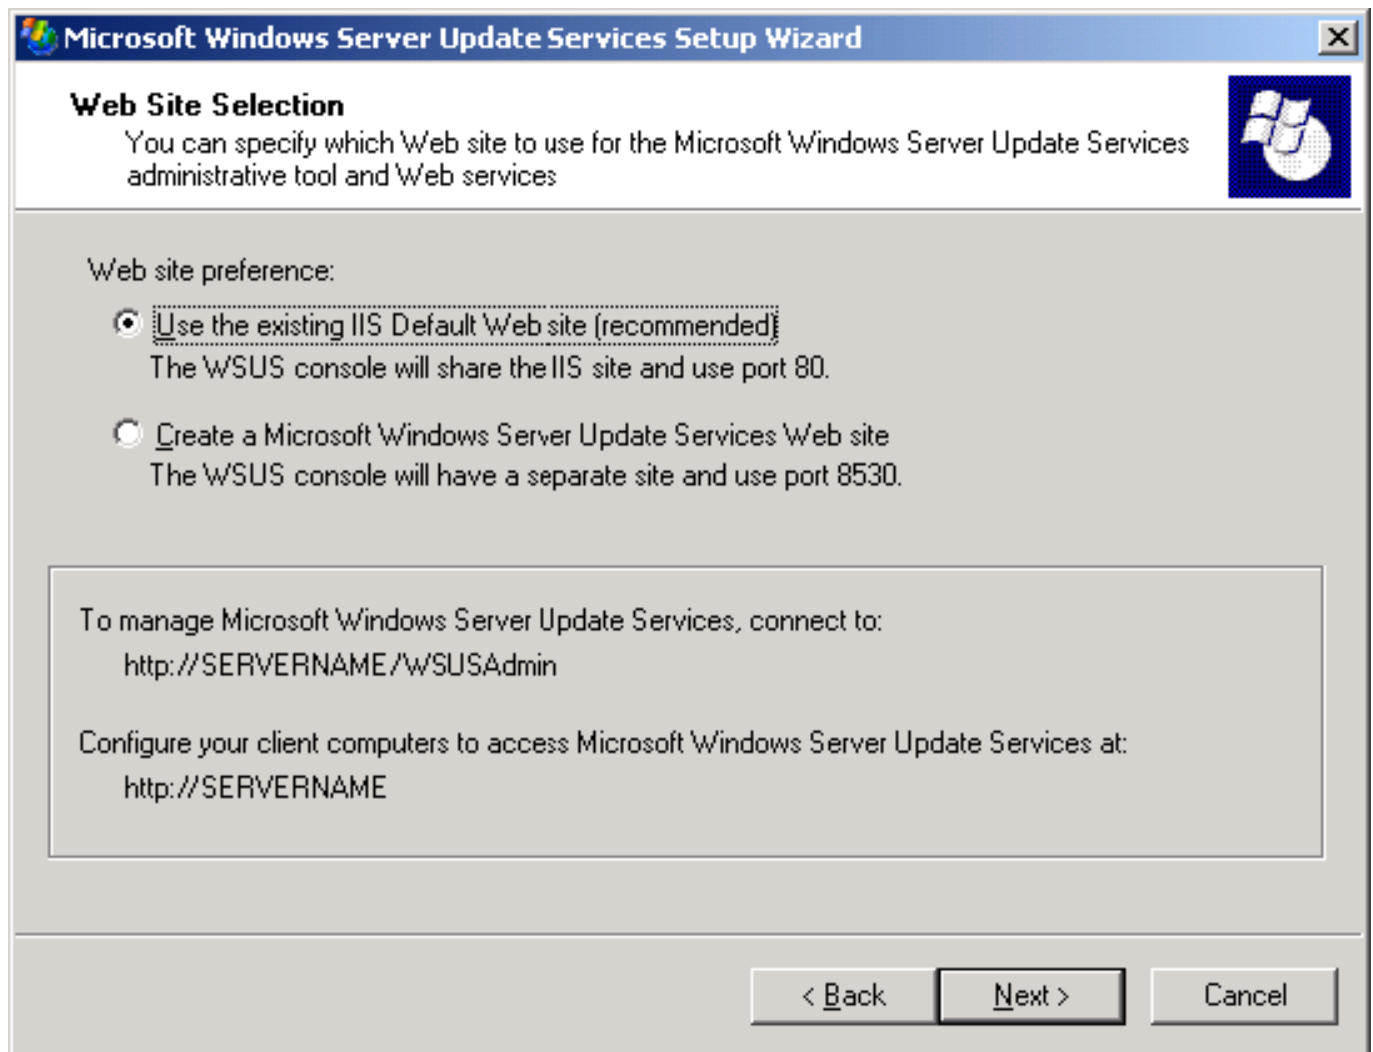 Microsoft Windows Server Update Services Setup Wizard
Web Site Selection
You can specify which Web site to use for the Microsoft Windows Server Update Services
administrative tool and Web services
Web site preference:
Use the existing IIS Default Web site (recommended)
The WSUS console will share the IIS site and use port 80.
Create a Microsoft Windows Server Update Services Web site
The WSUS console will have a separate site and use port 8530.
To manage Microsoft Windows Server Update Services, connect to:
http://SERVERNAME/WSUSAdmin
Configure your client computers to access Microsoft Windows Server Update Services at:
http://SERVERNAME
< Back Next > Cancel